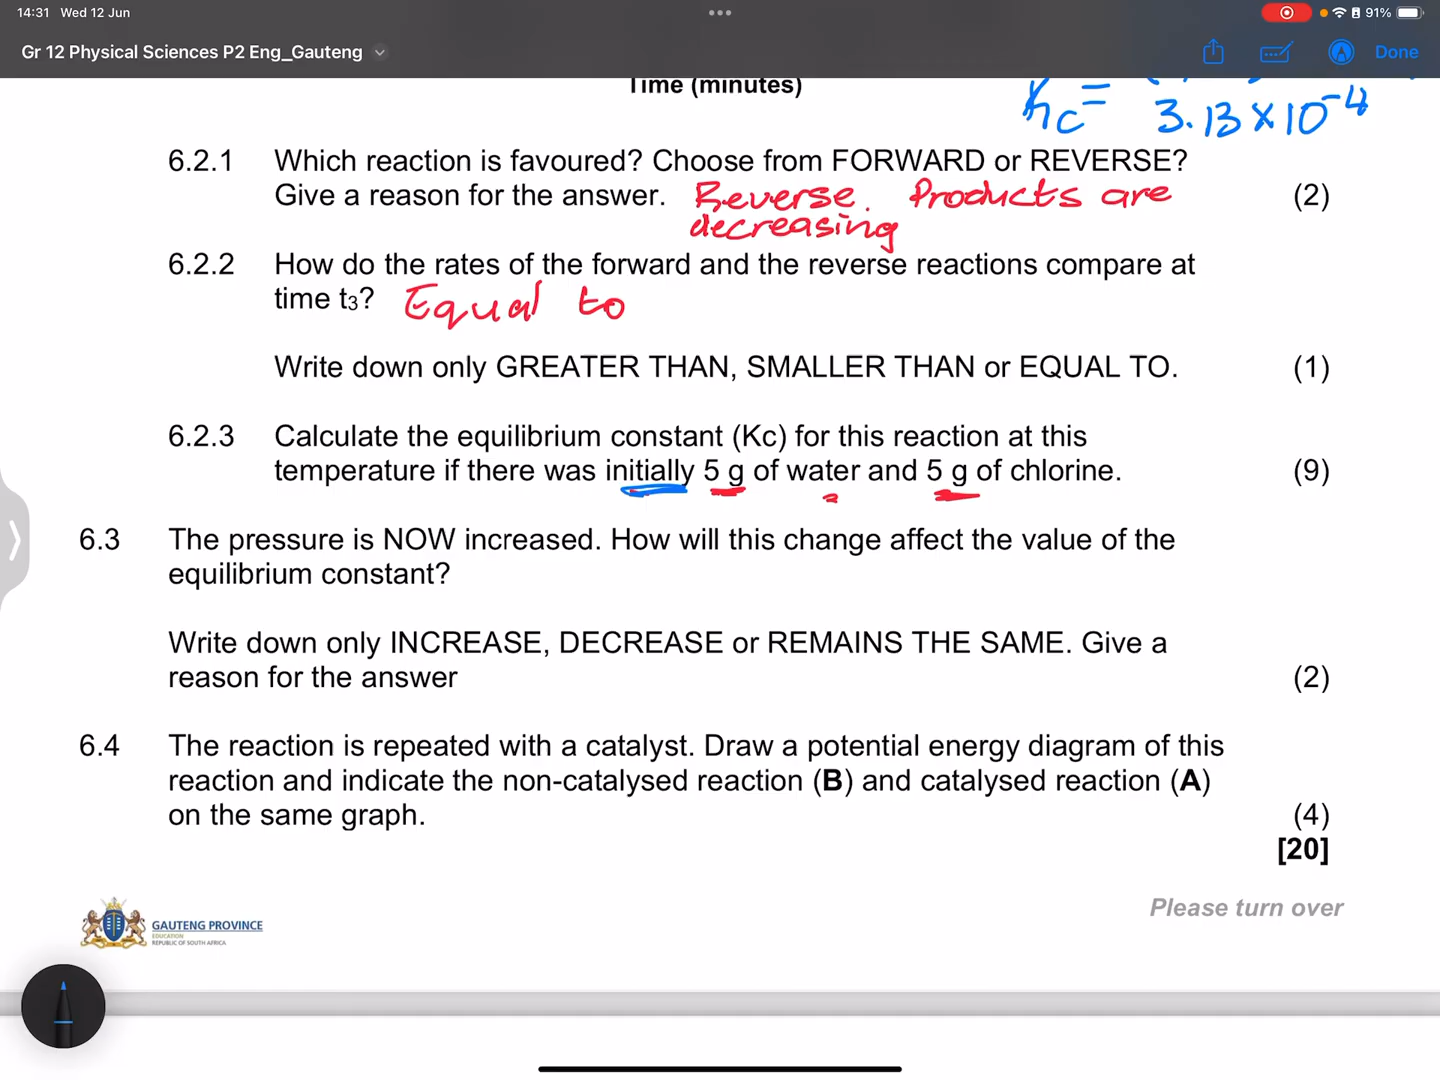 14:31 Wed 12 Jun
91%
Gr 12 Physical Sciences P2 Eng_Gauteng
Done
Time (minutes)
Kc =
3.13 × 10⁻⁴
6.2.1 Which reaction is favoured? Choose from FORWARD or REVERSE?
Give a reason for the answer. Reverse. Products are (2)
decreasing
6.2.2 How do the rates of the forward and the reverse reactions compare at
time t₃? Equal to
Write down only GREATER THAN, SMALLER THAN or EQUAL TO. (1)
6.2.3 Calculate the equilibrium constant (Kc) for this reaction at this
temperature if there was initially 5 g of water and 5 g of chlorine. (9)
6.3 The pressure is NOW increased. How will this change affect the value of the
equilibrium constant?
Write down only INCREASE, DECREASE or REMAINS THE SAME. Give a
reason for the answer (2)
6.4 The reaction is repeated with a catalyst. Draw a potential energy diagram of this
reaction and indicate the non-catalysed reaction (B) and catalysed reaction (A)
on the same graph. (4)
[20]
Please turn over
GAUTENG PROVINCE
EDUCATION
REPUBLIC OF SOUTH AFRICA